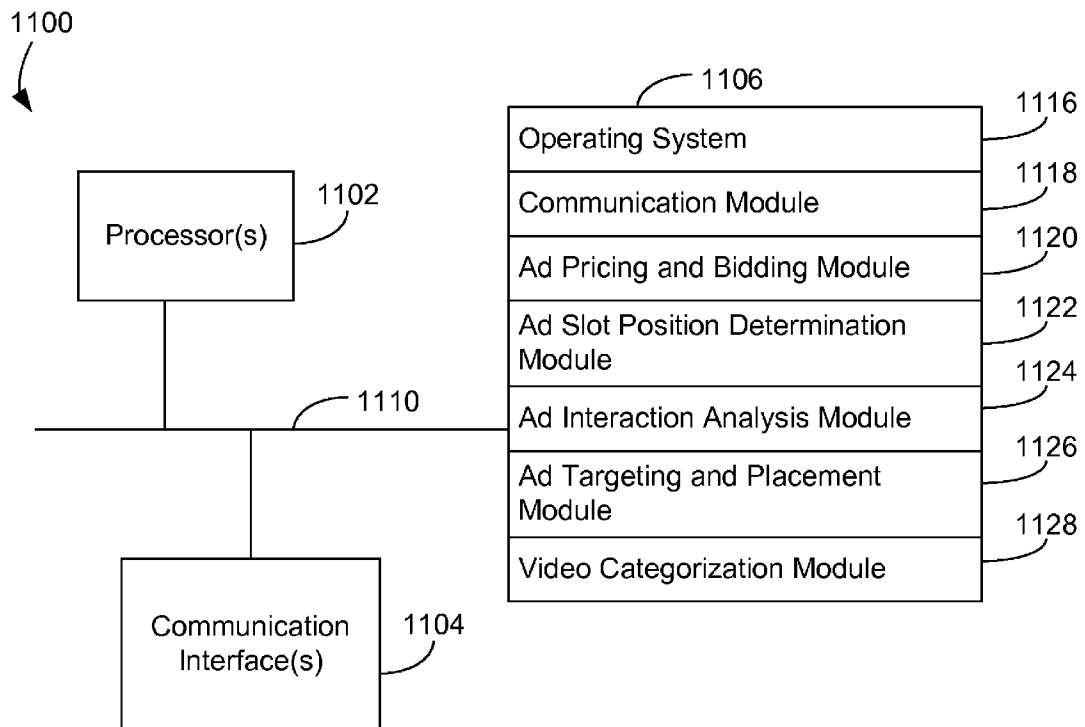 1100
1106
1116
Operating System
1102
1118
Processor(s)
Communication Module
1120
Ad Pricing and Bidding Module
1122
Ad Slot Position Determination
Module
1124
1110
Ad Interaction Analysis Module
1126
Ad Targeting and Placement
Module
1128
Video Categorization Module
Communication
Interface(s)
1104